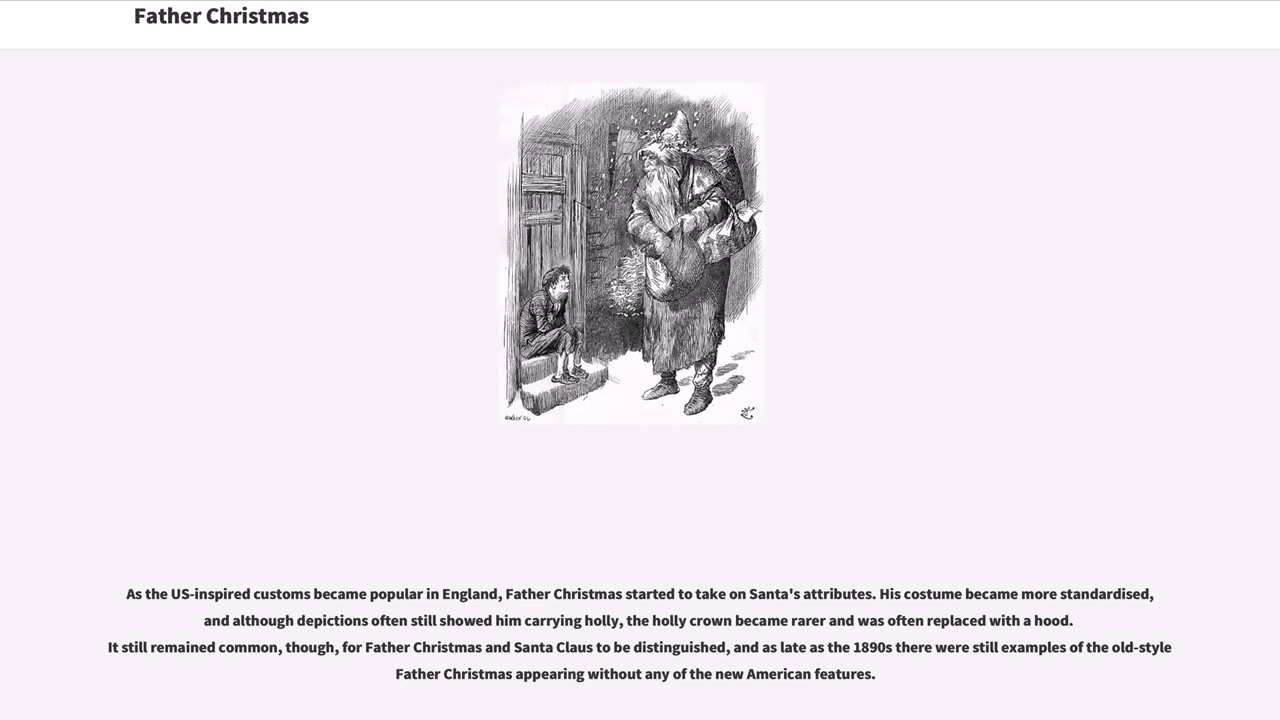 Father Christmas
As the US-inspired customs became popular in England, Father Christmas started to take on Santa's attributes. His costume became more standardised,
and although depictions often still showed him carrying holly, the holly crown became rarer and was often replaced with a hood.
It still remained common, though, for Father Christmas and Santa Claus to be distinguished, and as late as the 1890s there were still examples of the old-style
Father Christmas appearing without any of the new American features.